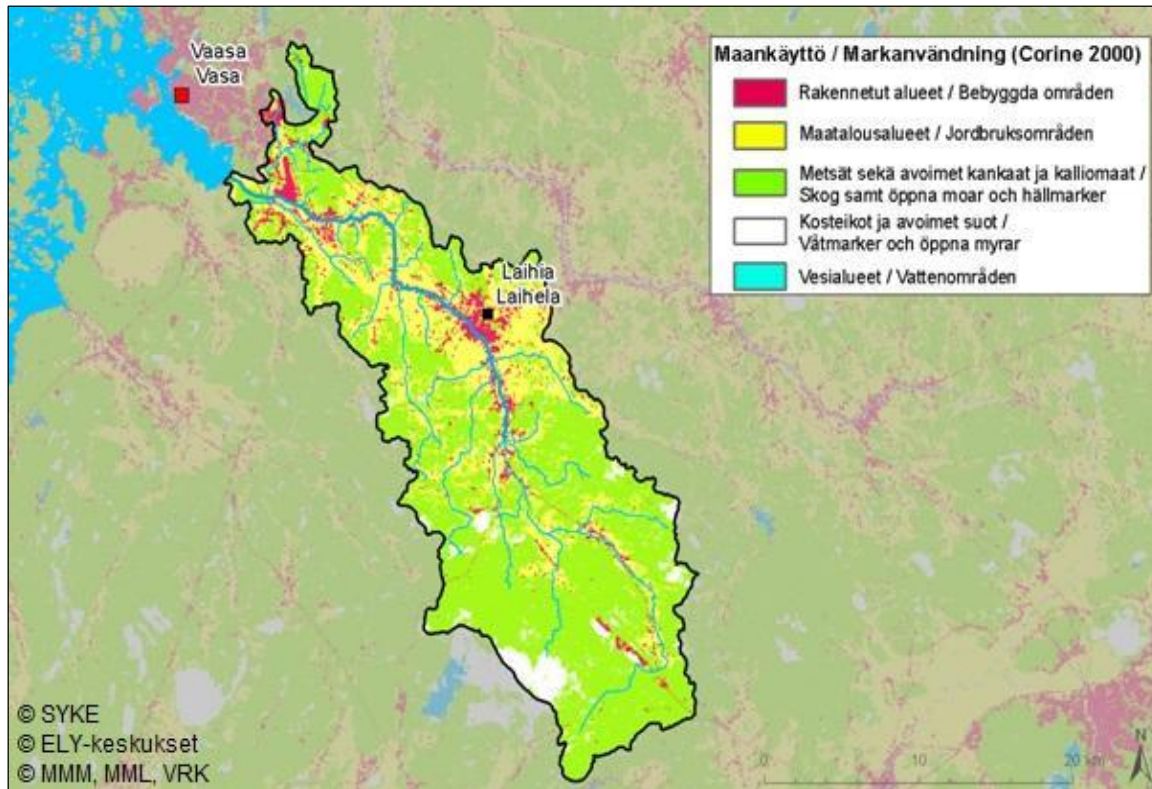 Vaasa
Vasa
Maankäyttö / Markanvändning (Corine 2000)
Rakennetut alueet / Bebyggda områden
Maatalousalueet / Jordbruksområden
Metsät sekä avoimet kankaat ja kalliomaat /
Skog samt öppna moar och hällmarker
Kosteikot ja avoimet suot /
Våtmarker och öppna myrar
Vesialueet / Vattenområden
Laihia
Laihela
© SYKE
© ELY-keskukset
© MMM, MML, VRK
0 10 20 km
N